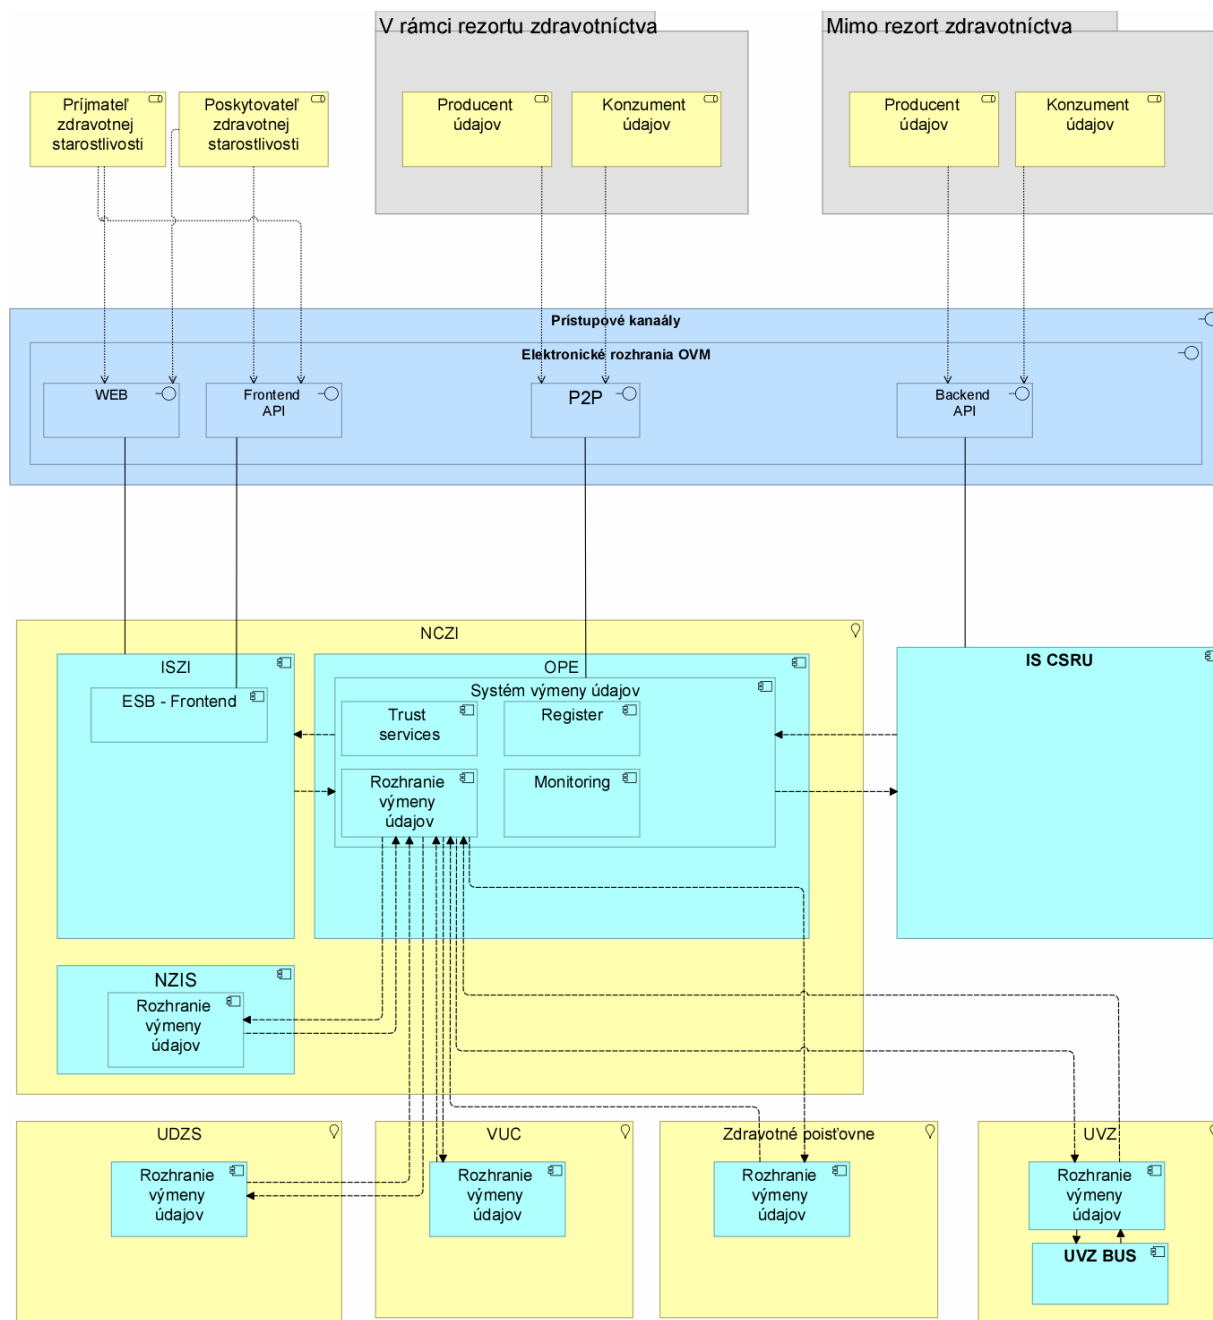 V rámci rezortu zdravotníctva
Mimo rezort zdravotníctva
Príjmateľ
zdravotnej
starostlivosti
Poskytovateľ
zdravotnej
starostlivosti
Producent
údajov
Konzument
údajov
Producent
údajov
Konzument
údajov
Prístupové kanaály
Elektronické rozhrania OVM
WEB
Frontend
API
P2P
Backend
API
NCZI
ISZI
ESB - Frontend
OPE
Systém výmeny údajov
Trust
services
Register
Rozhranie
výmeny
údajov
Monitoring
IS CSRU
NZIS
Rozhranie
výmeny
údajov
UDZS
Rozhranie
výmeny
údajov
VUC
Rozhranie
výmeny
údajov
Zdravotné poisťovne
Rozhranie
výmeny
údajov
UVZ
Rozhranie
výmeny
údajov
UVZ BUS